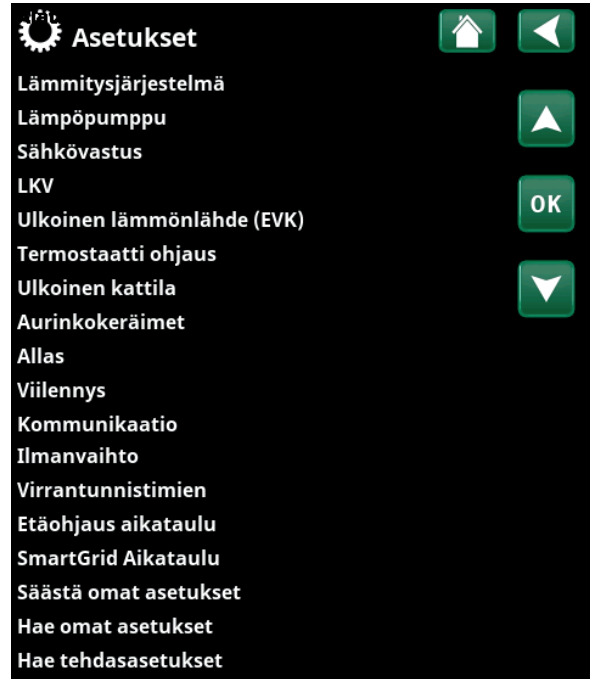 Asetukset
Lämmitysjärjestelmä
Lämpöpumppu
Sähkövastus
LKV
OK
Ulkoinen lämmönlähde (EVK)
Termostaatti ohjaus
Ulkoinen kattila
Aurinkokeräimet
Allas
Viilennys
Kommunikaatio
Ilmanvaihto
Virrantunnistimien
Etäohjaus aikataulu
SmartGrid Aikataulu
Säästä omat asetukset
Hae omat asetukset
Hae tehdasasetukset